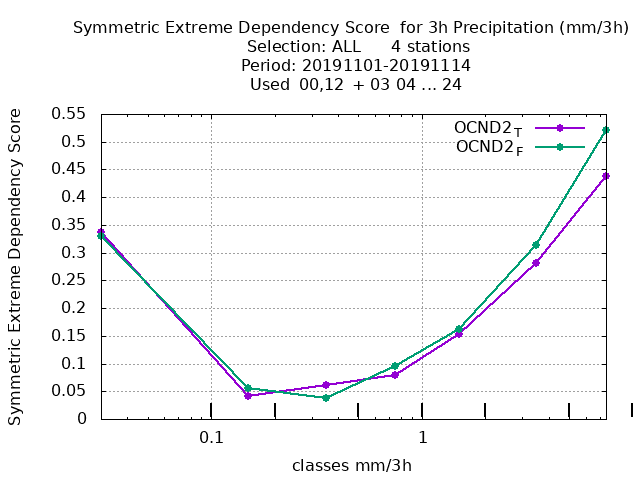 Symmetric Extreme Dependency Score for 3h Precipitation (mm/3h)
Selection: ALL 4 stations
Period: 20191101-20191114
Used 00,12 + 03 04 ... 24
Symmetric Extreme Dependency Score
0.55
0.5
0.45
0.4
0.35
0.3
0.25
0.2
0.15
0.1
0.05
0
OCND2T
OCND2F
0.1 1
classes mm/3h